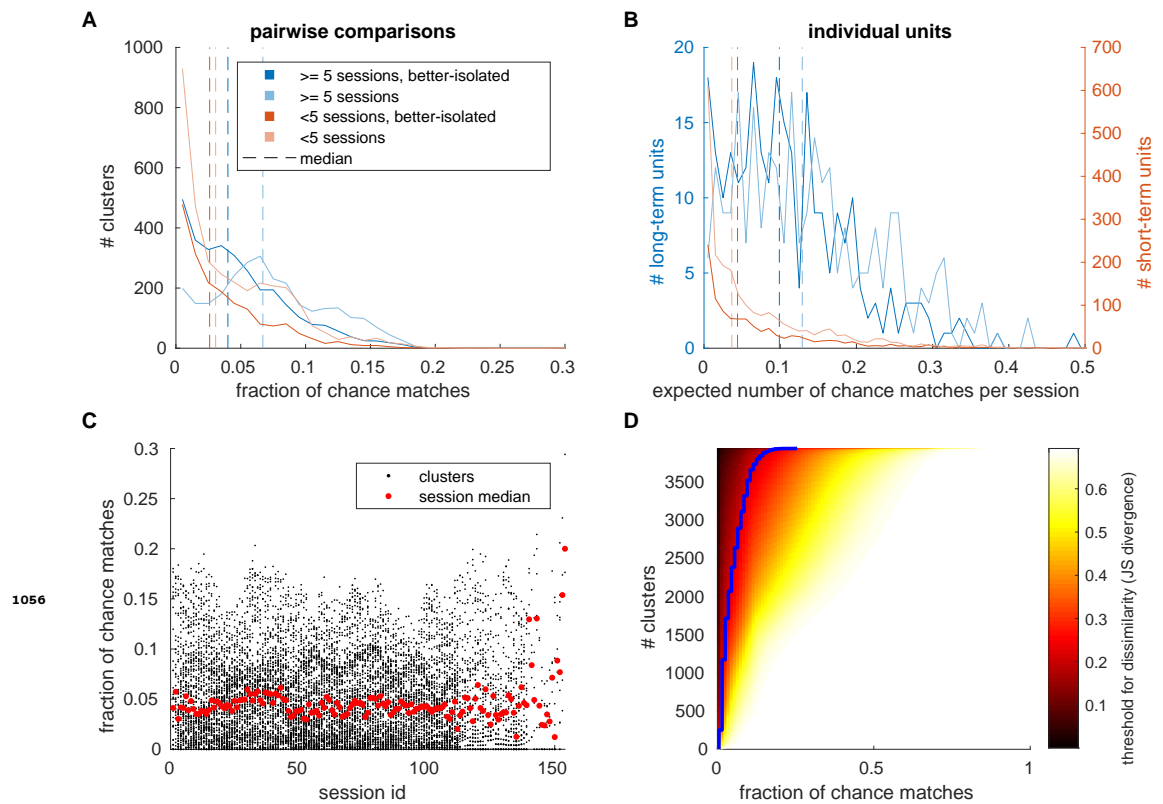 A
pairwise comparisons
1000
800
600
400
200
0
# clusters
0 0.05 0.1 0.15 0.2 0.25 0.3
fraction of chance matches
>= 5 sessions, better-isolated
>= 5 sessions
<5 sessions, better-isolated
<5 sessions
median
B
individual units
20
15
10
5
0
# long-term units
700
600
500
400
300
200
100
0
# short-term units
0 0.1 0.2 0.3 0.4 0.5
expected number of chance matches per session
C
0.3
0.25
0.2
0.15
0.1
0.05
0
fraction of chance matches
clusters
session median
0 50 100 150
session id
1056
D
3500
3000
2500
2000
1500
1000
500
0
# clusters
0 0.5 1
fraction of chance matches
0.6
0.5
0.4
0.3
0.2
0.1
threshold for dissimilarity (JS divergence)